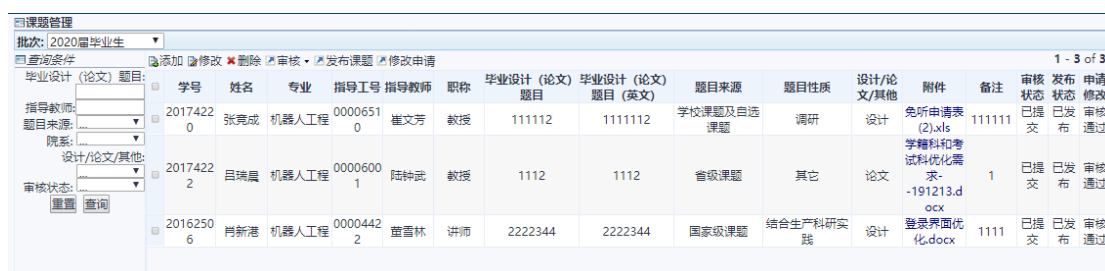 课题管理
批次: 2020届毕业生
查询条件
添加 修改 删除 审核 发布课题 修改申请
1 - 3 of 3
毕业设计（论文）题目:
指导教师:
题目来源: ...
院系: ...
设计/论文/其他:
...
审核状态: ...
重置 查询
学号 姓名 专业 指导工号 指导教师 职称 毕业设计（论文）题目 毕业设计（论文）题目（英文） 题目来源 题目性质 设计/论文/其他 附件 备注 审核状态 发布状态 申请修改
20174220 张竞成 机器人工程 00006510 崔文芳 教授 111112 1111112 学校课题及自选课题 调研 设计 免听申请表(2).xls 111111 已提交 已发布 审核通过
20174222 吕瑞晨 机器人工程 00006001 陆钟武 教授 1112 1112 省级课题 其它 论文 学籍科和考试科优化需求--191213.docx 1 已提交 已发布 审核通过
20162506 肖新港 机器人工程 00004422 董雪林 讲师 2222344 2222344 国家级课题 结合生产科研实践 设计 登录界面优化.docx 1111 已提交 已发布 审核通过